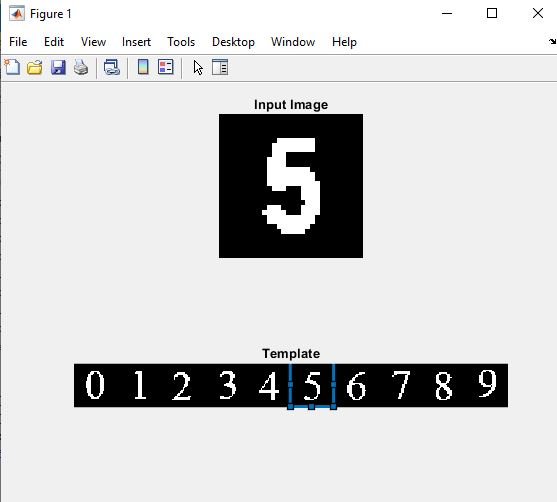 Figure 1
File Edit View Insert Tools Desktop Window Help
Input Image
5
Template
0 1 2 3 4 5 6 7 8 9